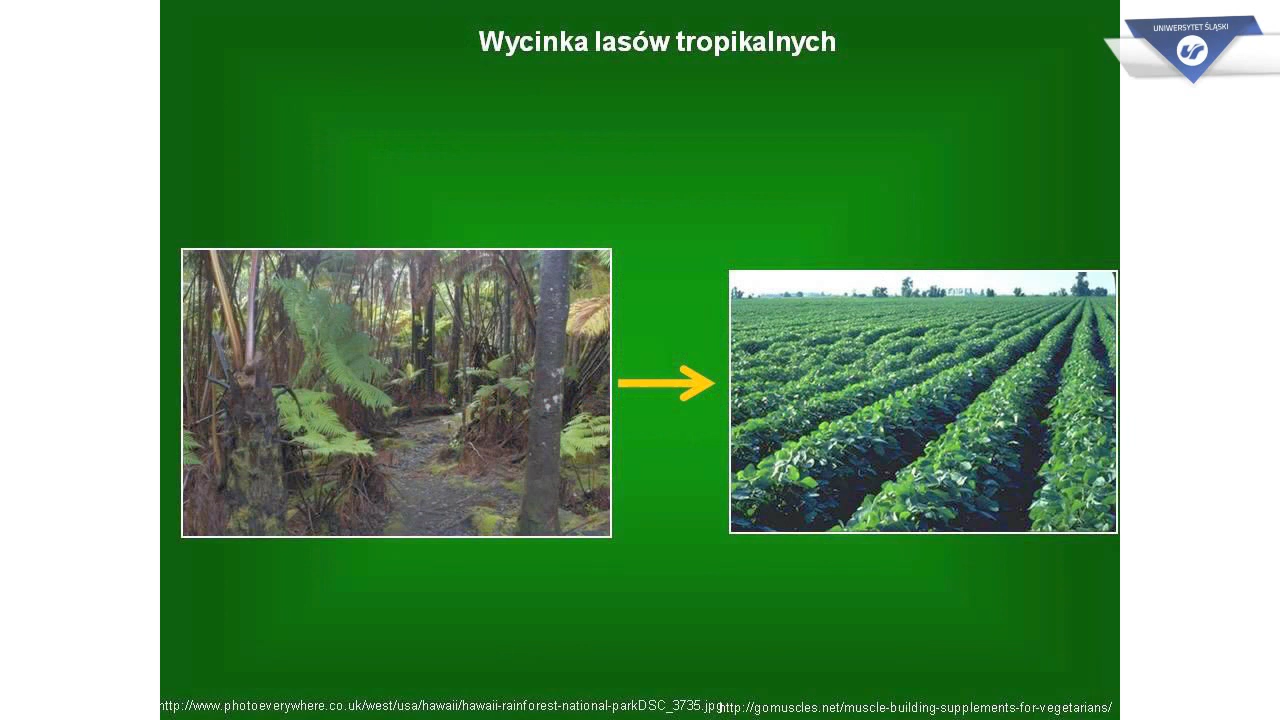 Wycinka lasów tropikalnych
UNIWERSYTET ŚLĄSKI
http://www.photoeverywhere.co.uk/west/usa/hawaii/hawaii-rainforest-national-parkDSC_3735.jpg
http://gomuscles.net/muscle-building-supplements-for-vegetarians/